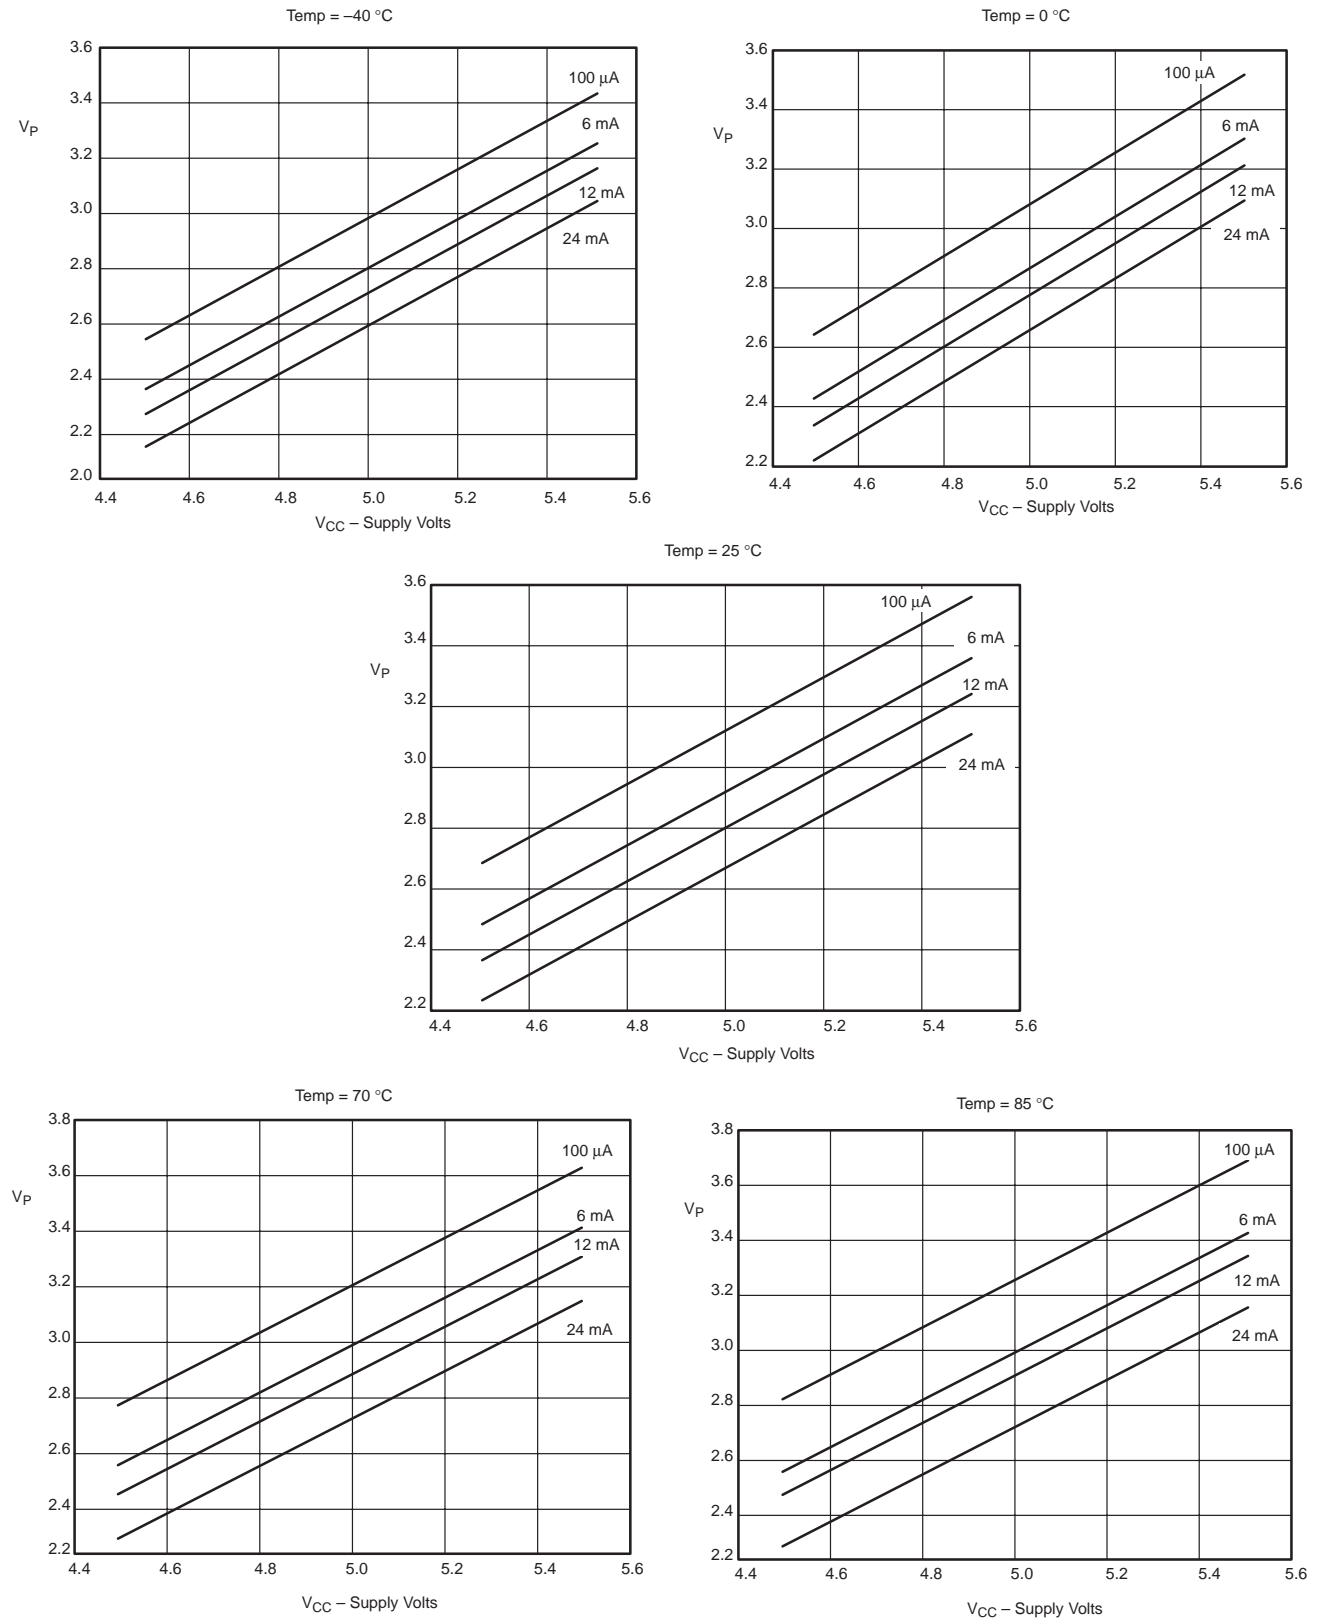 Temp = –40 °C
3.6
3.4
3.2
3.0
2.8
2.6
2.4
2.2
2.0
VP
100 μA
6 mA
12 mA
24 mA
4.4 4.6 4.8 5.0 5.2 5.4 5.6
VCC – Supply Volts
Temp = 0 °C
3.6
3.4
3.2
3.0
2.8
2.6
2.4
2.2
VP
100 μA
6 mA
12 mA
24 mA
4.4 4.6 4.8 5.0 5.2 5.4 5.6
VCC – Supply Volts
Temp = 25 °C
3.6
3.4
3.2
3.0
2.8
2.6
2.4
2.2
VP
100 μA
6 mA
12 mA
24 mA
4.4 4.6 4.8 5.0 5.2 5.4 5.6
VCC – Supply Volts
Temp = 70 °C
3.8
3.6
3.4
3.2
3.0
2.8
2.6
2.4
2.2
VP
100 μA
6 mA
12 mA
24 mA
4.4 4.6 4.8 5.0 5.2 5.4 5.6
VCC – Supply Volts
Temp = 85 °C
3.8
3.6
3.4
3.2
3.0
2.8
2.6
2.4
2.2
VP
100 μA
6 mA
12 mA
24 mA
4.4 4.6 4.8 5.0 5.2 5.4 5.6
VCC – Supply Volts